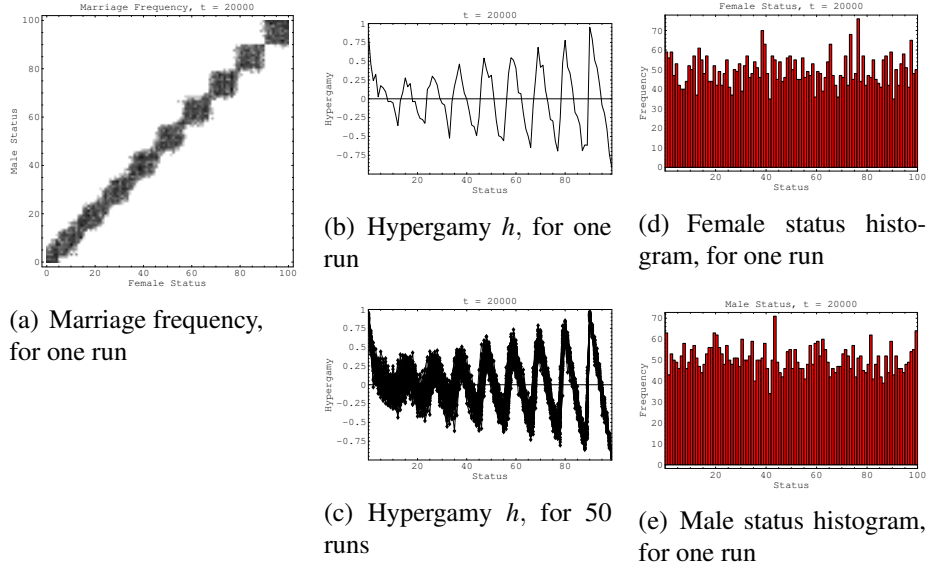 Marriage Frequency, t = 20000
100
80
60
40
20
0
Male Status
0 20 40 60 80 100
Female Status
(a) Marriage frequency,
for one run
t = 20000
1
0.75
0.5
0.25
0
−0.25
−0.5
−0.75
Hypergamy
20 40 60 80
Status
(b) Hypergamy h, for one
run
t = 20000
1
0.75
0.5
0.25
0
−0.25
−0.5
−0.75
Hypergamy
20 40 60 80
Status
(c) Hypergamy h, for 50
runs
Female Status, t = 20000
70
60
50
40
30
20
10
0
Frequency
20 40 60 80 100
Status
(d) Female status histo-
gram, for one run
Male Status, t = 20000
70
60
50
40
30
20
10
0
Frequency
20 40 60 80 100
Status
(e) Male status histogram,
for one run